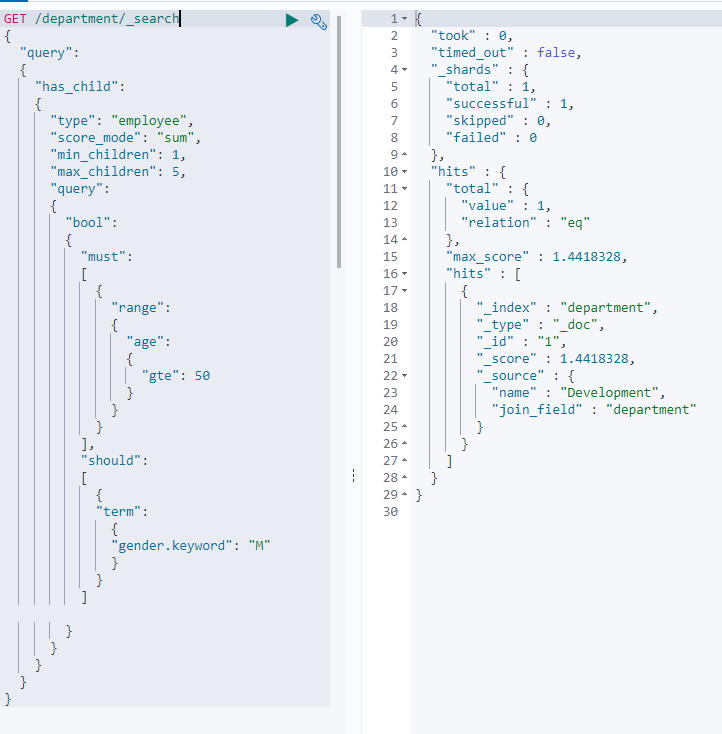 GET /department/_search
{
  "query":
  {
    "has_child":
    {
      "type": "employee",
      "score_mode": "sum",
      "min_children": 1,
      "max_children": 5,
      "query":
      {
        "bool":
        {
          "must":
          [
            {
              "range":
              {
                "age":
                {
                  "gte": 50
                }
              }
            }
          ],
          "should":
          [
            {
            "term":
              {
              "gender.keyword": "M"
              }
            }
          ]
        }
      }
    }
  }
}
1 {
2   "took" : 0,
3   "timed_out" : false,
4   "_shards" : {
5     "total" : 1,
6     "successful" : 1,
7     "skipped" : 0,
8     "failed" : 0
9   },
10   "hits" : {
11     "total" : {
12       "value" : 1,
13       "relation" : "eq"
14     },
15     "max_score" : 1.4418328,
16     "hits" : [
17       {
18         "_index" : "department",
19         "_type" : "_doc",
20         "_id" : "1",
21         "_score" : 1.4418328,
22         "_source" : {
23           "name" : "Development",
24           "join_field" : "department"
25         }
26       }
27     ]
28   }
29 }
30